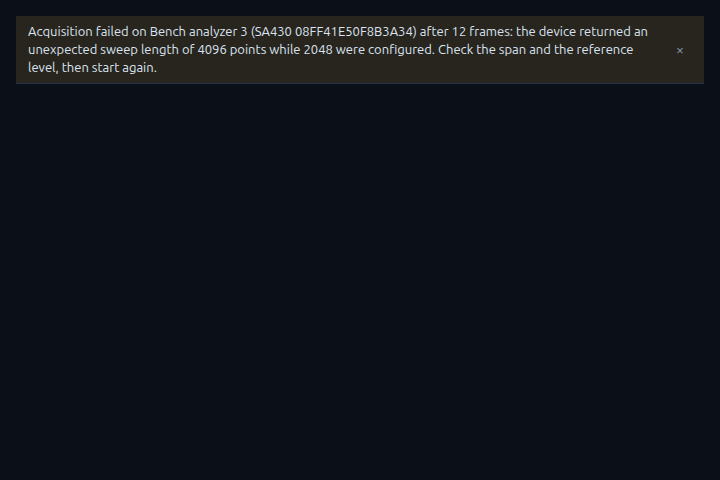 Acquisition failed on Bench analyzer 3 (SA430 08FF41E50F8B3A34) after 12 frames: the device returned an
unexpected sweep length of 4096 points while 2048 were configured. Check the span and the reference
level, then start again.
×